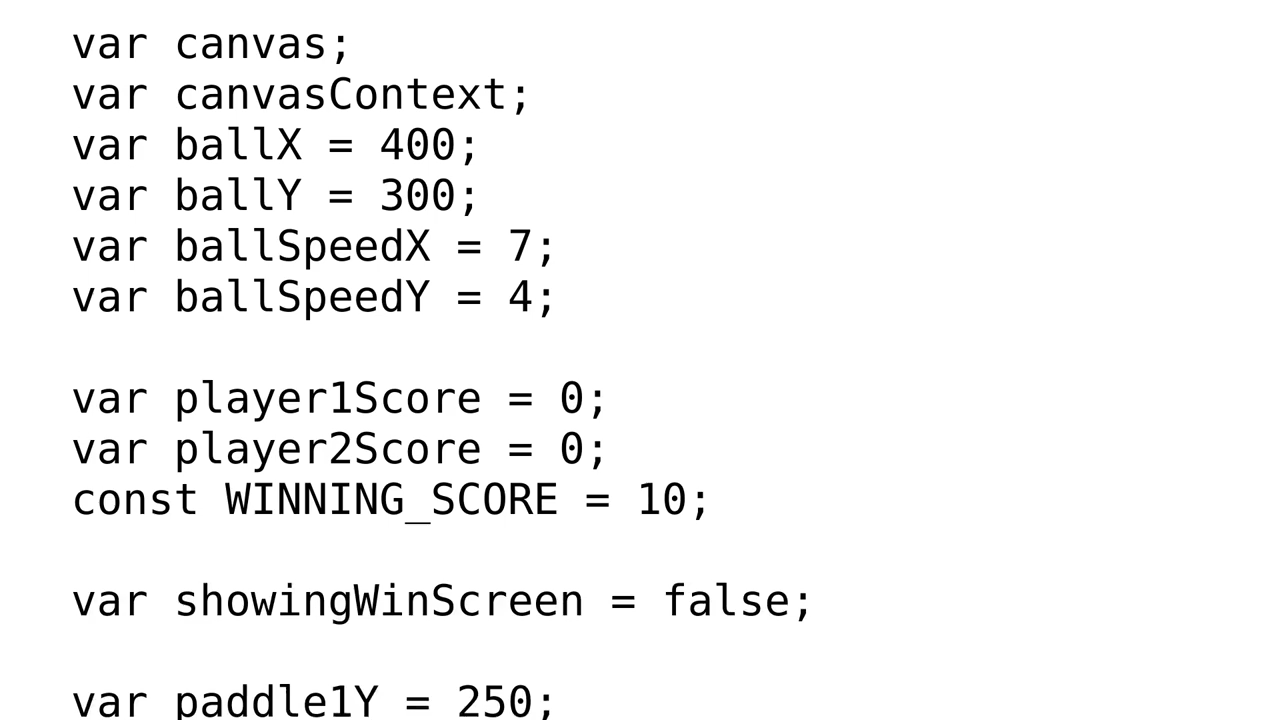 var canvas;
var canvasContext;
var ballX = 400;
var ballY = 300;
var ballSpeedX = 7;
var ballSpeedY = 4;
var player1Score = 0;
var player2Score = 0;
const WINNING_SCORE = 10;
var showingWinScreen = false;
var paddle1Y = 250;